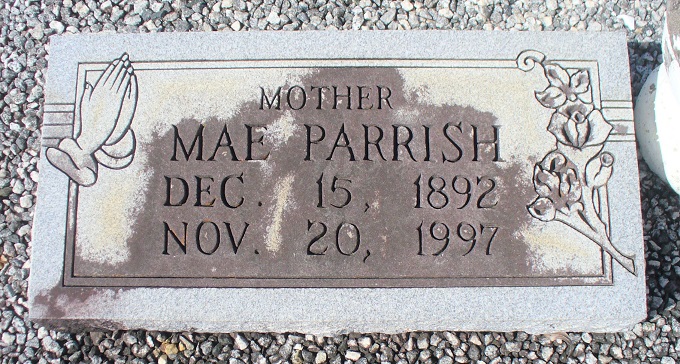 MOTHER
MAE PARRISH
DEC. 15, 1892
NOV. 20, 1997